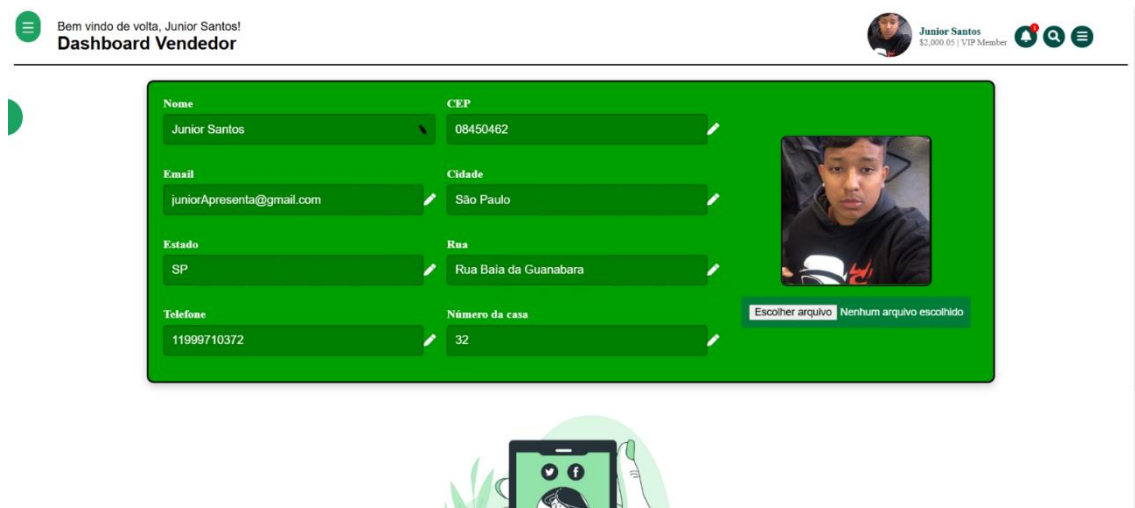 Bem vindo de volta, Junior Santos!
Dashboard Vendedor
Junior Santos
$2,000.05 | VIP Member
Nome
CEP
Junior Santos
08450462
Email
Cidade
juniorApresenta@gmail.com
São Paulo
Estado
Rua
SP
Rua Baía da Guanabara
Telefone
Número da casa
11999710372
32
Escolher arquivo Nenhum arquivo escolhido